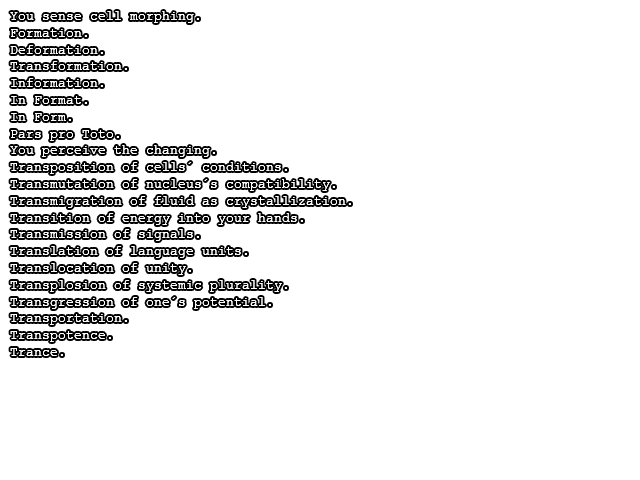 You sense cell morphing.
Formation.
Deformation.
Transformation.
Information.
In Format.
In Form.
Pars pro Toto.
You perceive the changing.
Transposition of cells´ conditions.
Transmutation of nucleus´s compatibility.
Transmigration of fluid as crystallization.
Transition of energy into your hands.
Transmission of signals.
Translation of language units.
Translocation of unity.
Transplosion of systemic plurality.
Transgression of one´s potential.
Transportation.
Transpotence.
Trance.